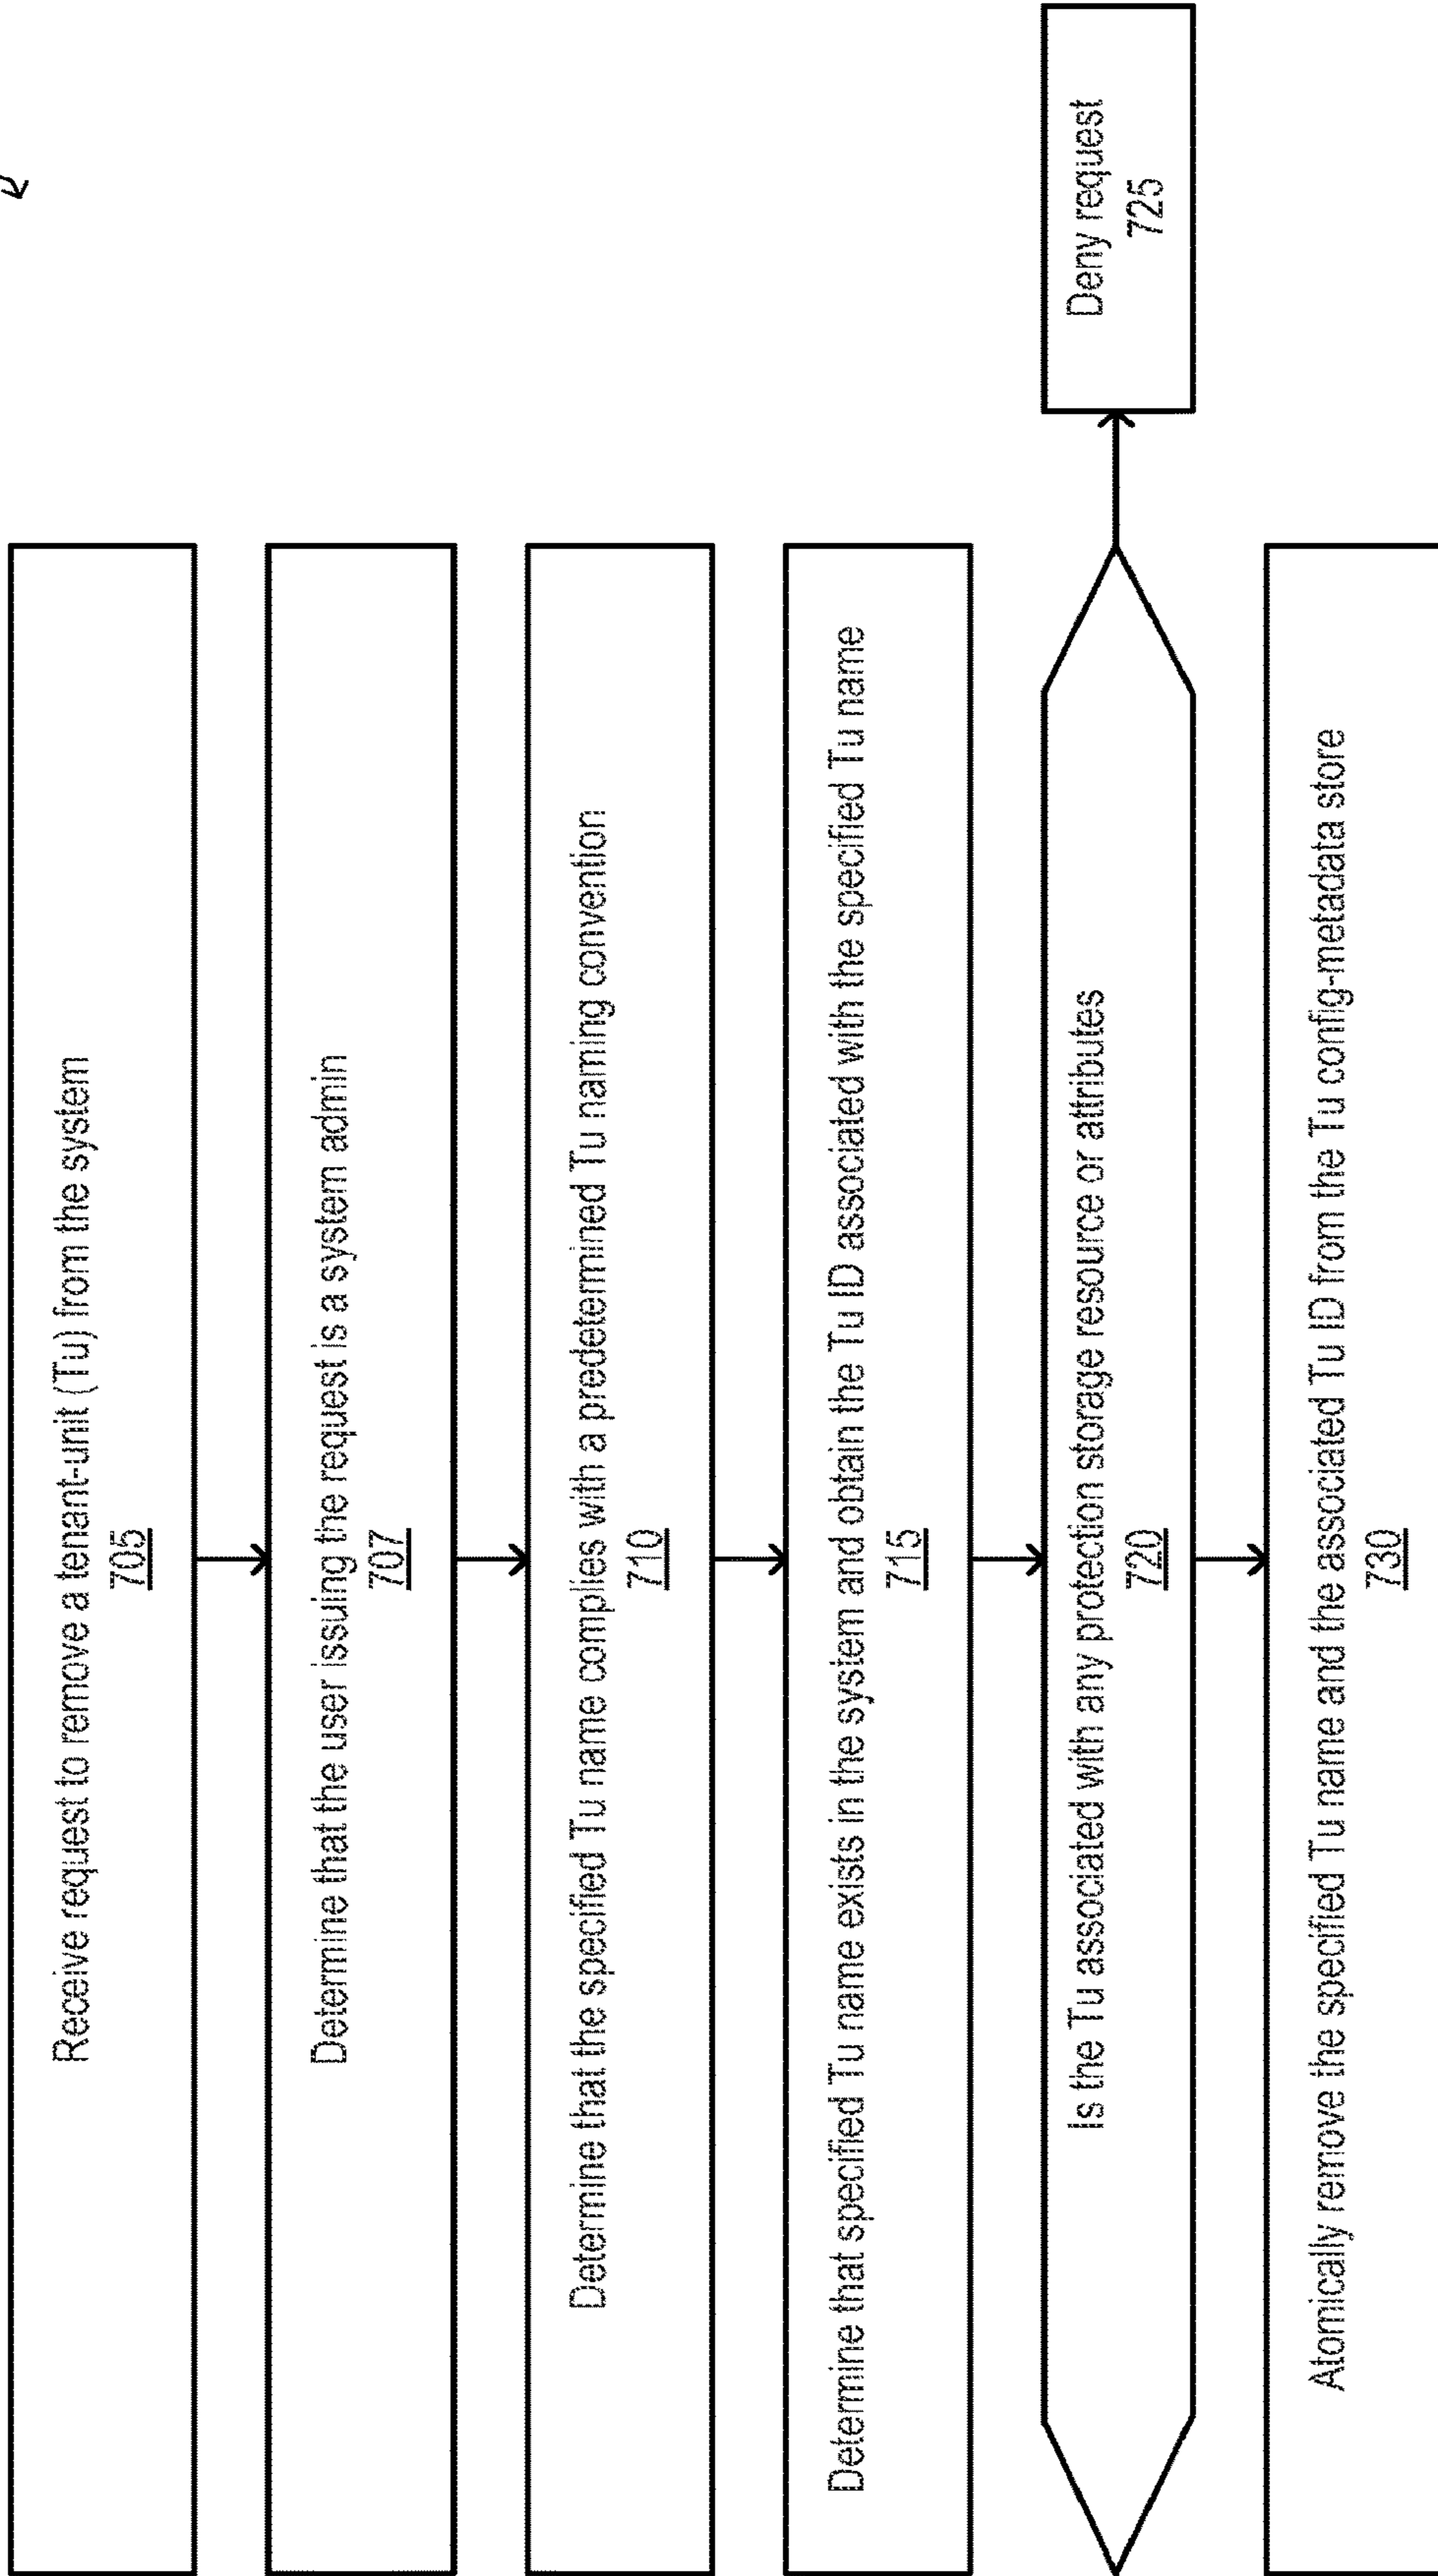 Receive request to remove a tenant-unit (Tu) from the system
705
Determine that the user issuing the request is a system admin
707
Determine that the specified Tu name complies with a predetermined Tu naming convention
710
Determine that specified Tu name exists in the system and obtain the Tu ID associated with the specified Tu name
715
Is the Tu associated with any protection storage resource or attributes
720
Deny request
725
Atomically remove the specified Tu name and the associated Tu ID from the Tu config-metadata store
730